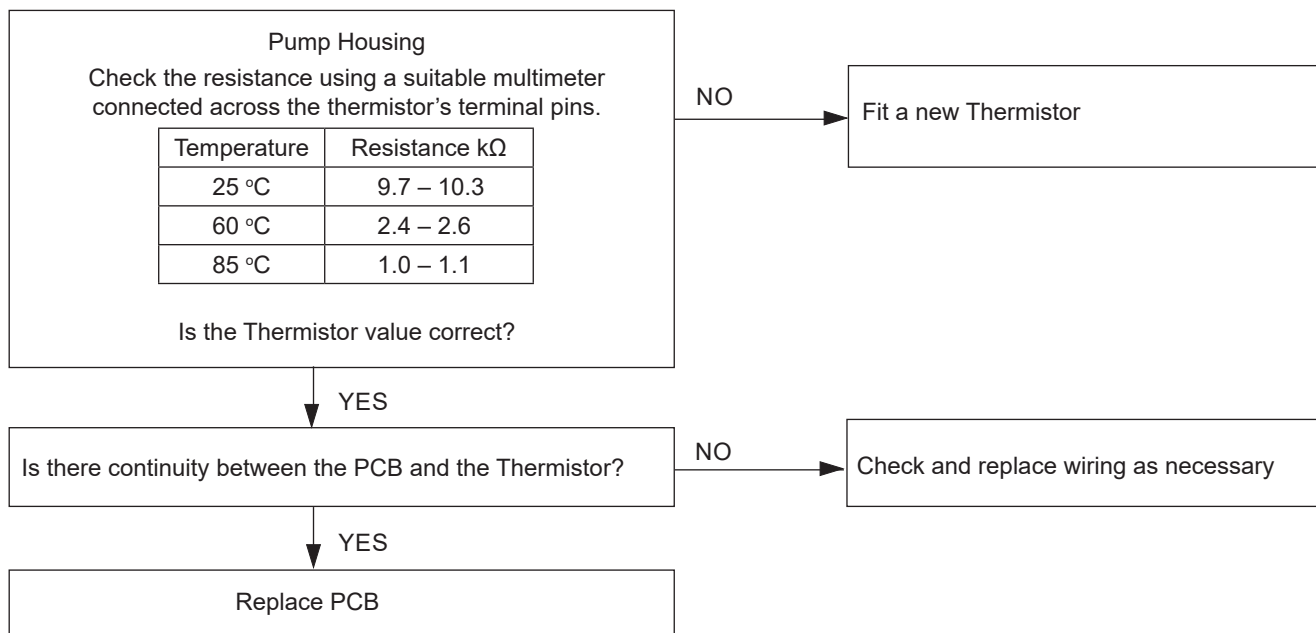 Pump Housing
Check the resistance using a suitable multimeter
connected across the thermistor’s terminal pins.
NO
Fit a new Thermistor
Temperature Resistance kΩ
25 ºC 9.7 – 10.3
60 ºC 2.4 – 2.6
85 ºC 1.0 – 1.1
Is the Thermistor value correct?
YES
Is there continuity between the PCB and the Thermistor?
NO
Check and replace wiring as necessary
YES
Replace PCB